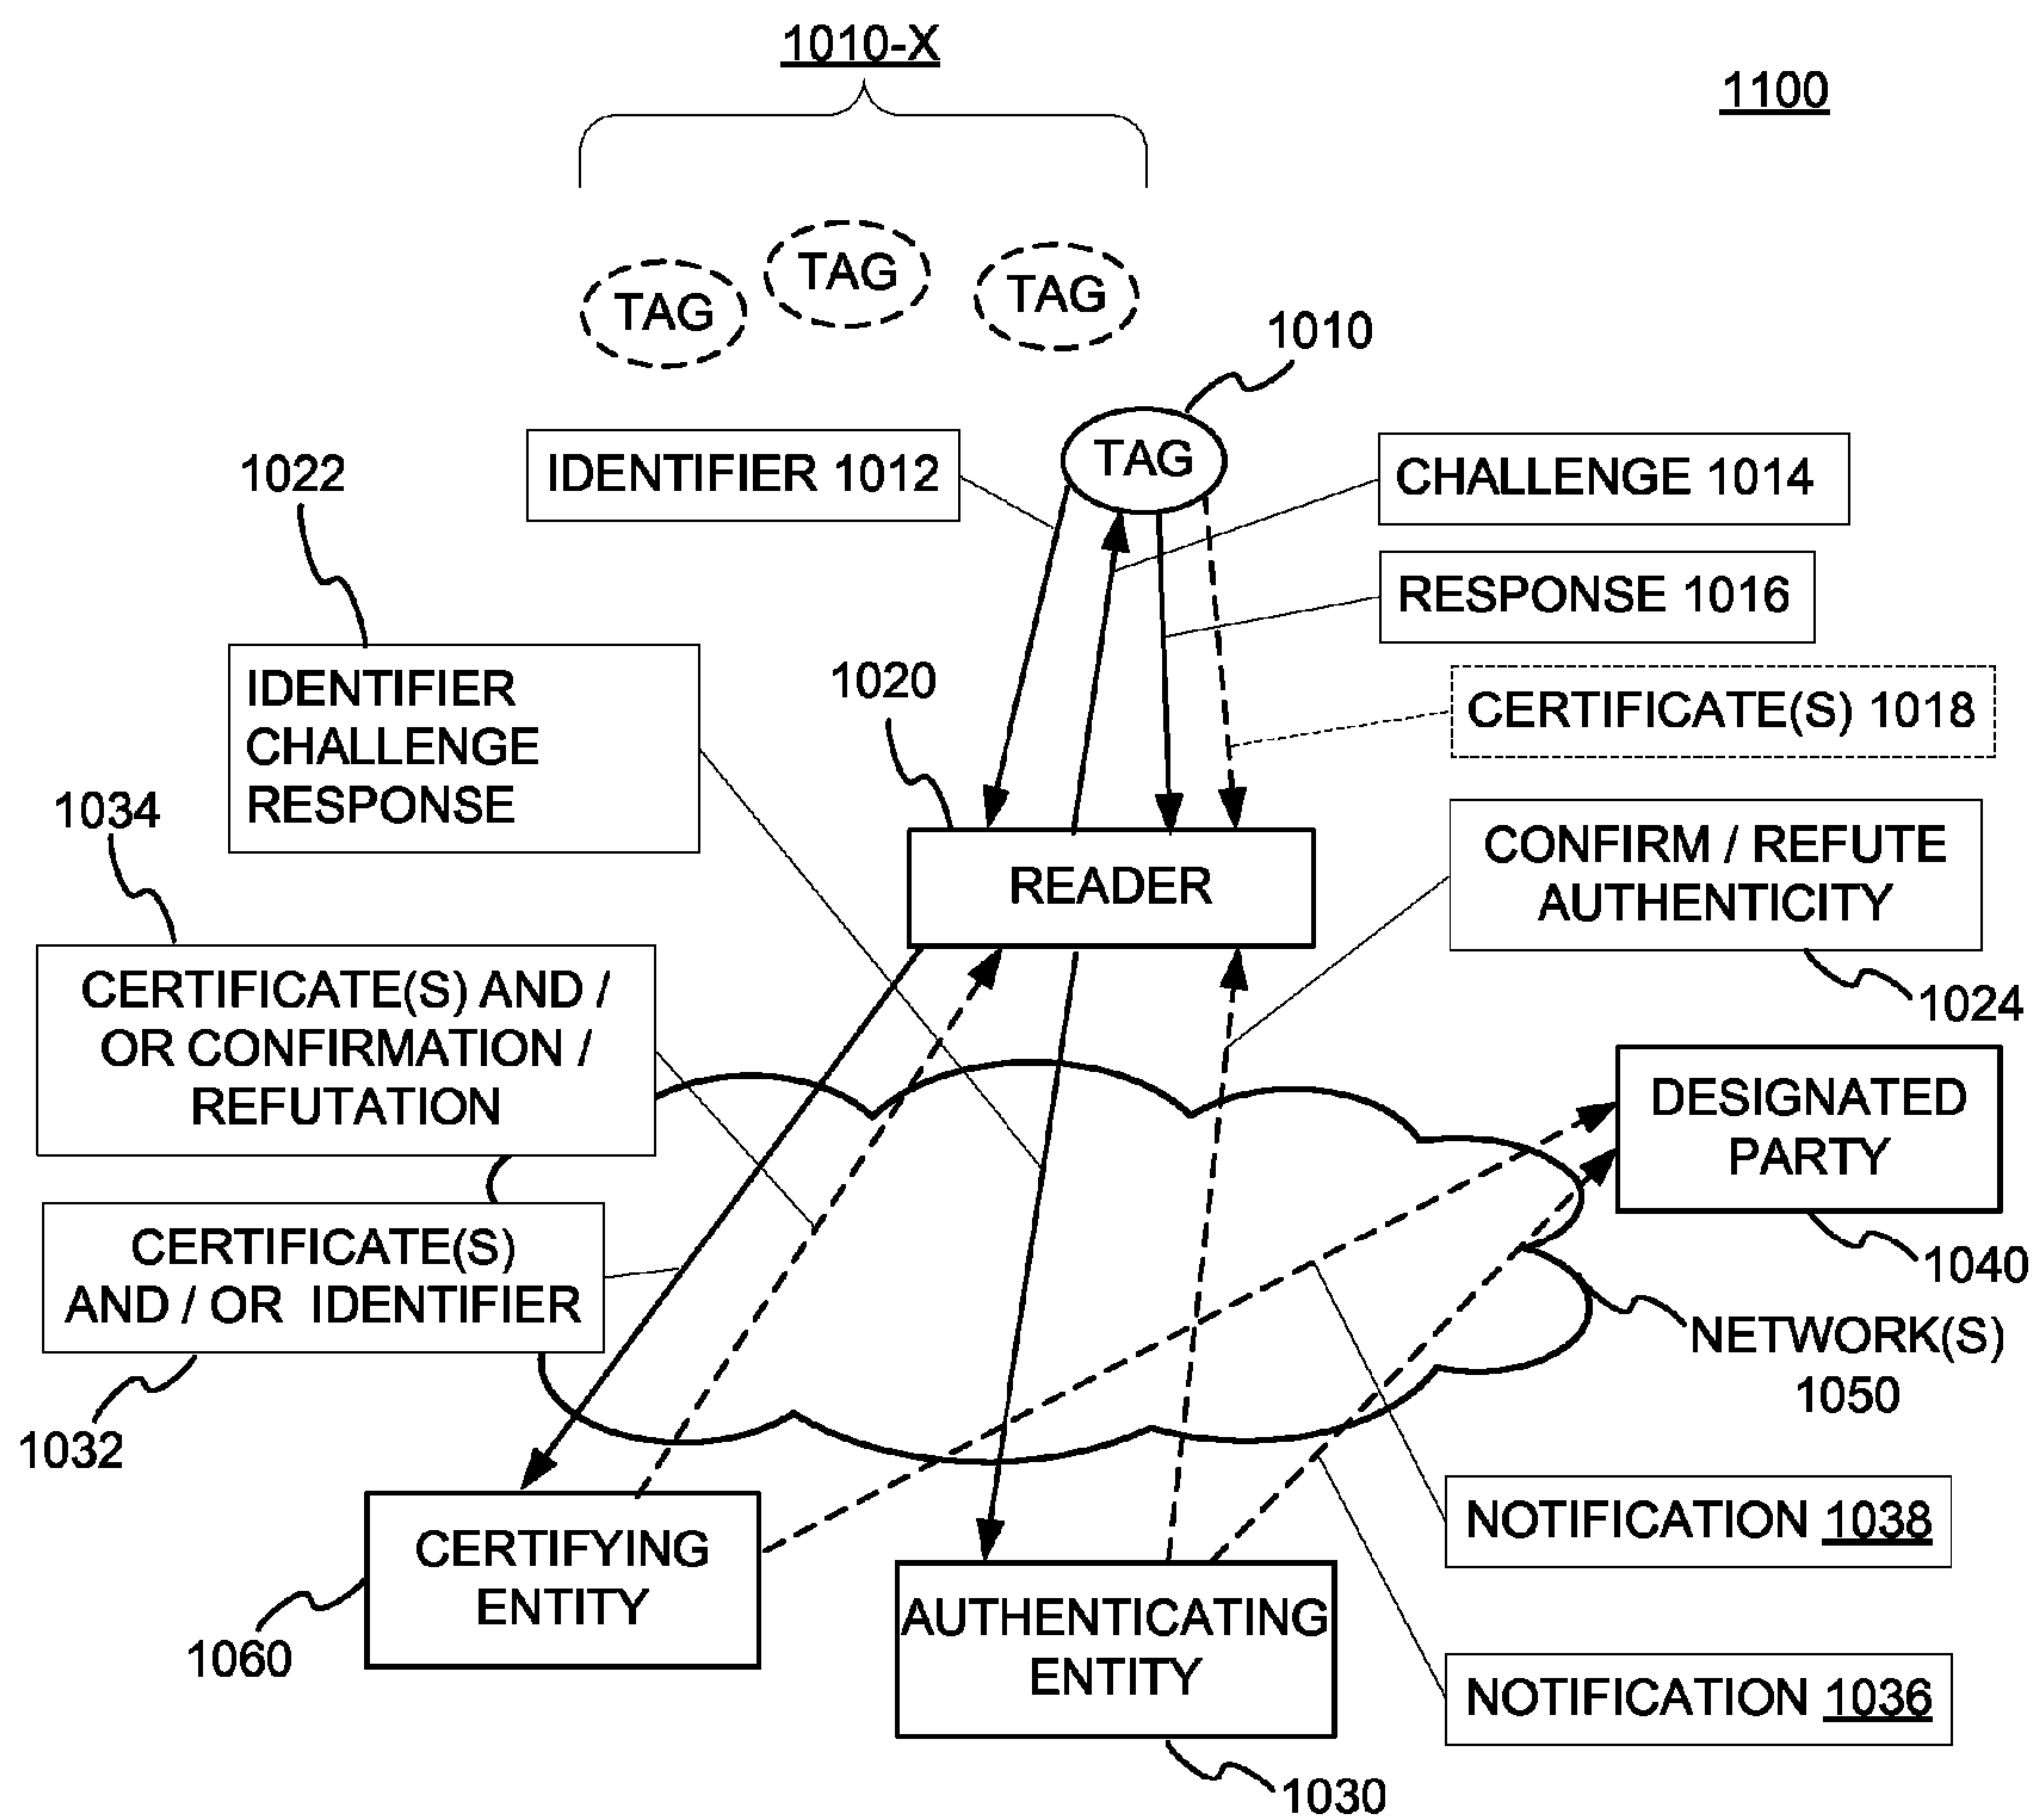 1010-X
1100
TAG
TAG
TAG
1010
TAG
IDENTIFIER 1012
CHALLENGE 1014
1022
RESPONSE 1016
IDENTIFIER
CHALLENGE
RESPONSE
1020
CERTIFICATE(S) 1018
1034
READER
CONFIRM / REFUTE
AUTHENTICITY
1024
CERTIFICATE(S) AND /
OR CONFIRMATION /
REFUTATION
DESIGNATED
PARTY
1040
CERTIFICATE(S)
AND / OR IDENTIFIER
1032
NETWORK(S)
1050
NOTIFICATION 1038
CERTIFYING
ENTITY
1060
AUTHENTICATING
ENTITY
NOTIFICATION 1036
1030